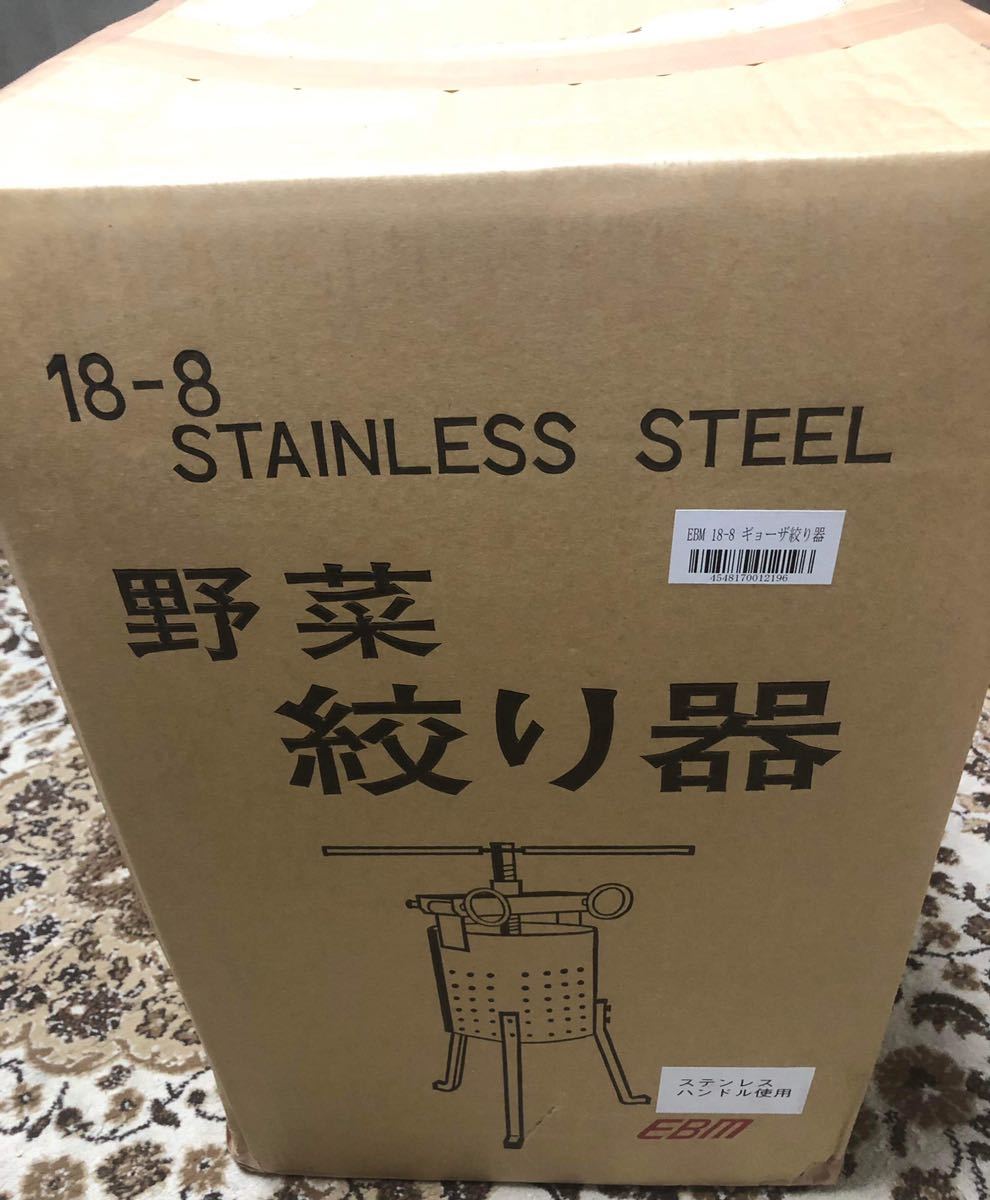 18-8
STAINLESS STEEL
EBM 18-8 ギョーザ絞り器
4548170012196
野菜
絞り器
ステンレス
ハンドル使用
EBM